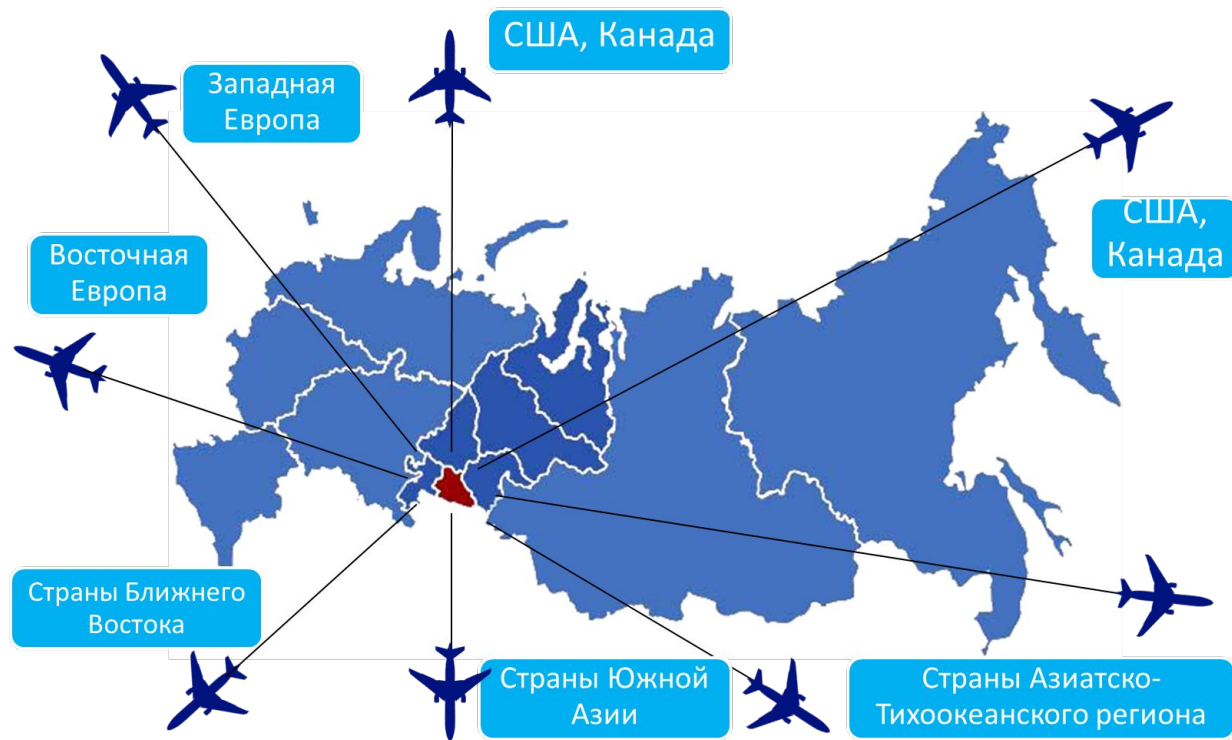 США, Канада
Западная
Европа
США,
Канада
Восточная
Европа
Страны Ближнего
Востока
Страны Южной
Азии
Страны Азиатско-
Тихоокеанского региона